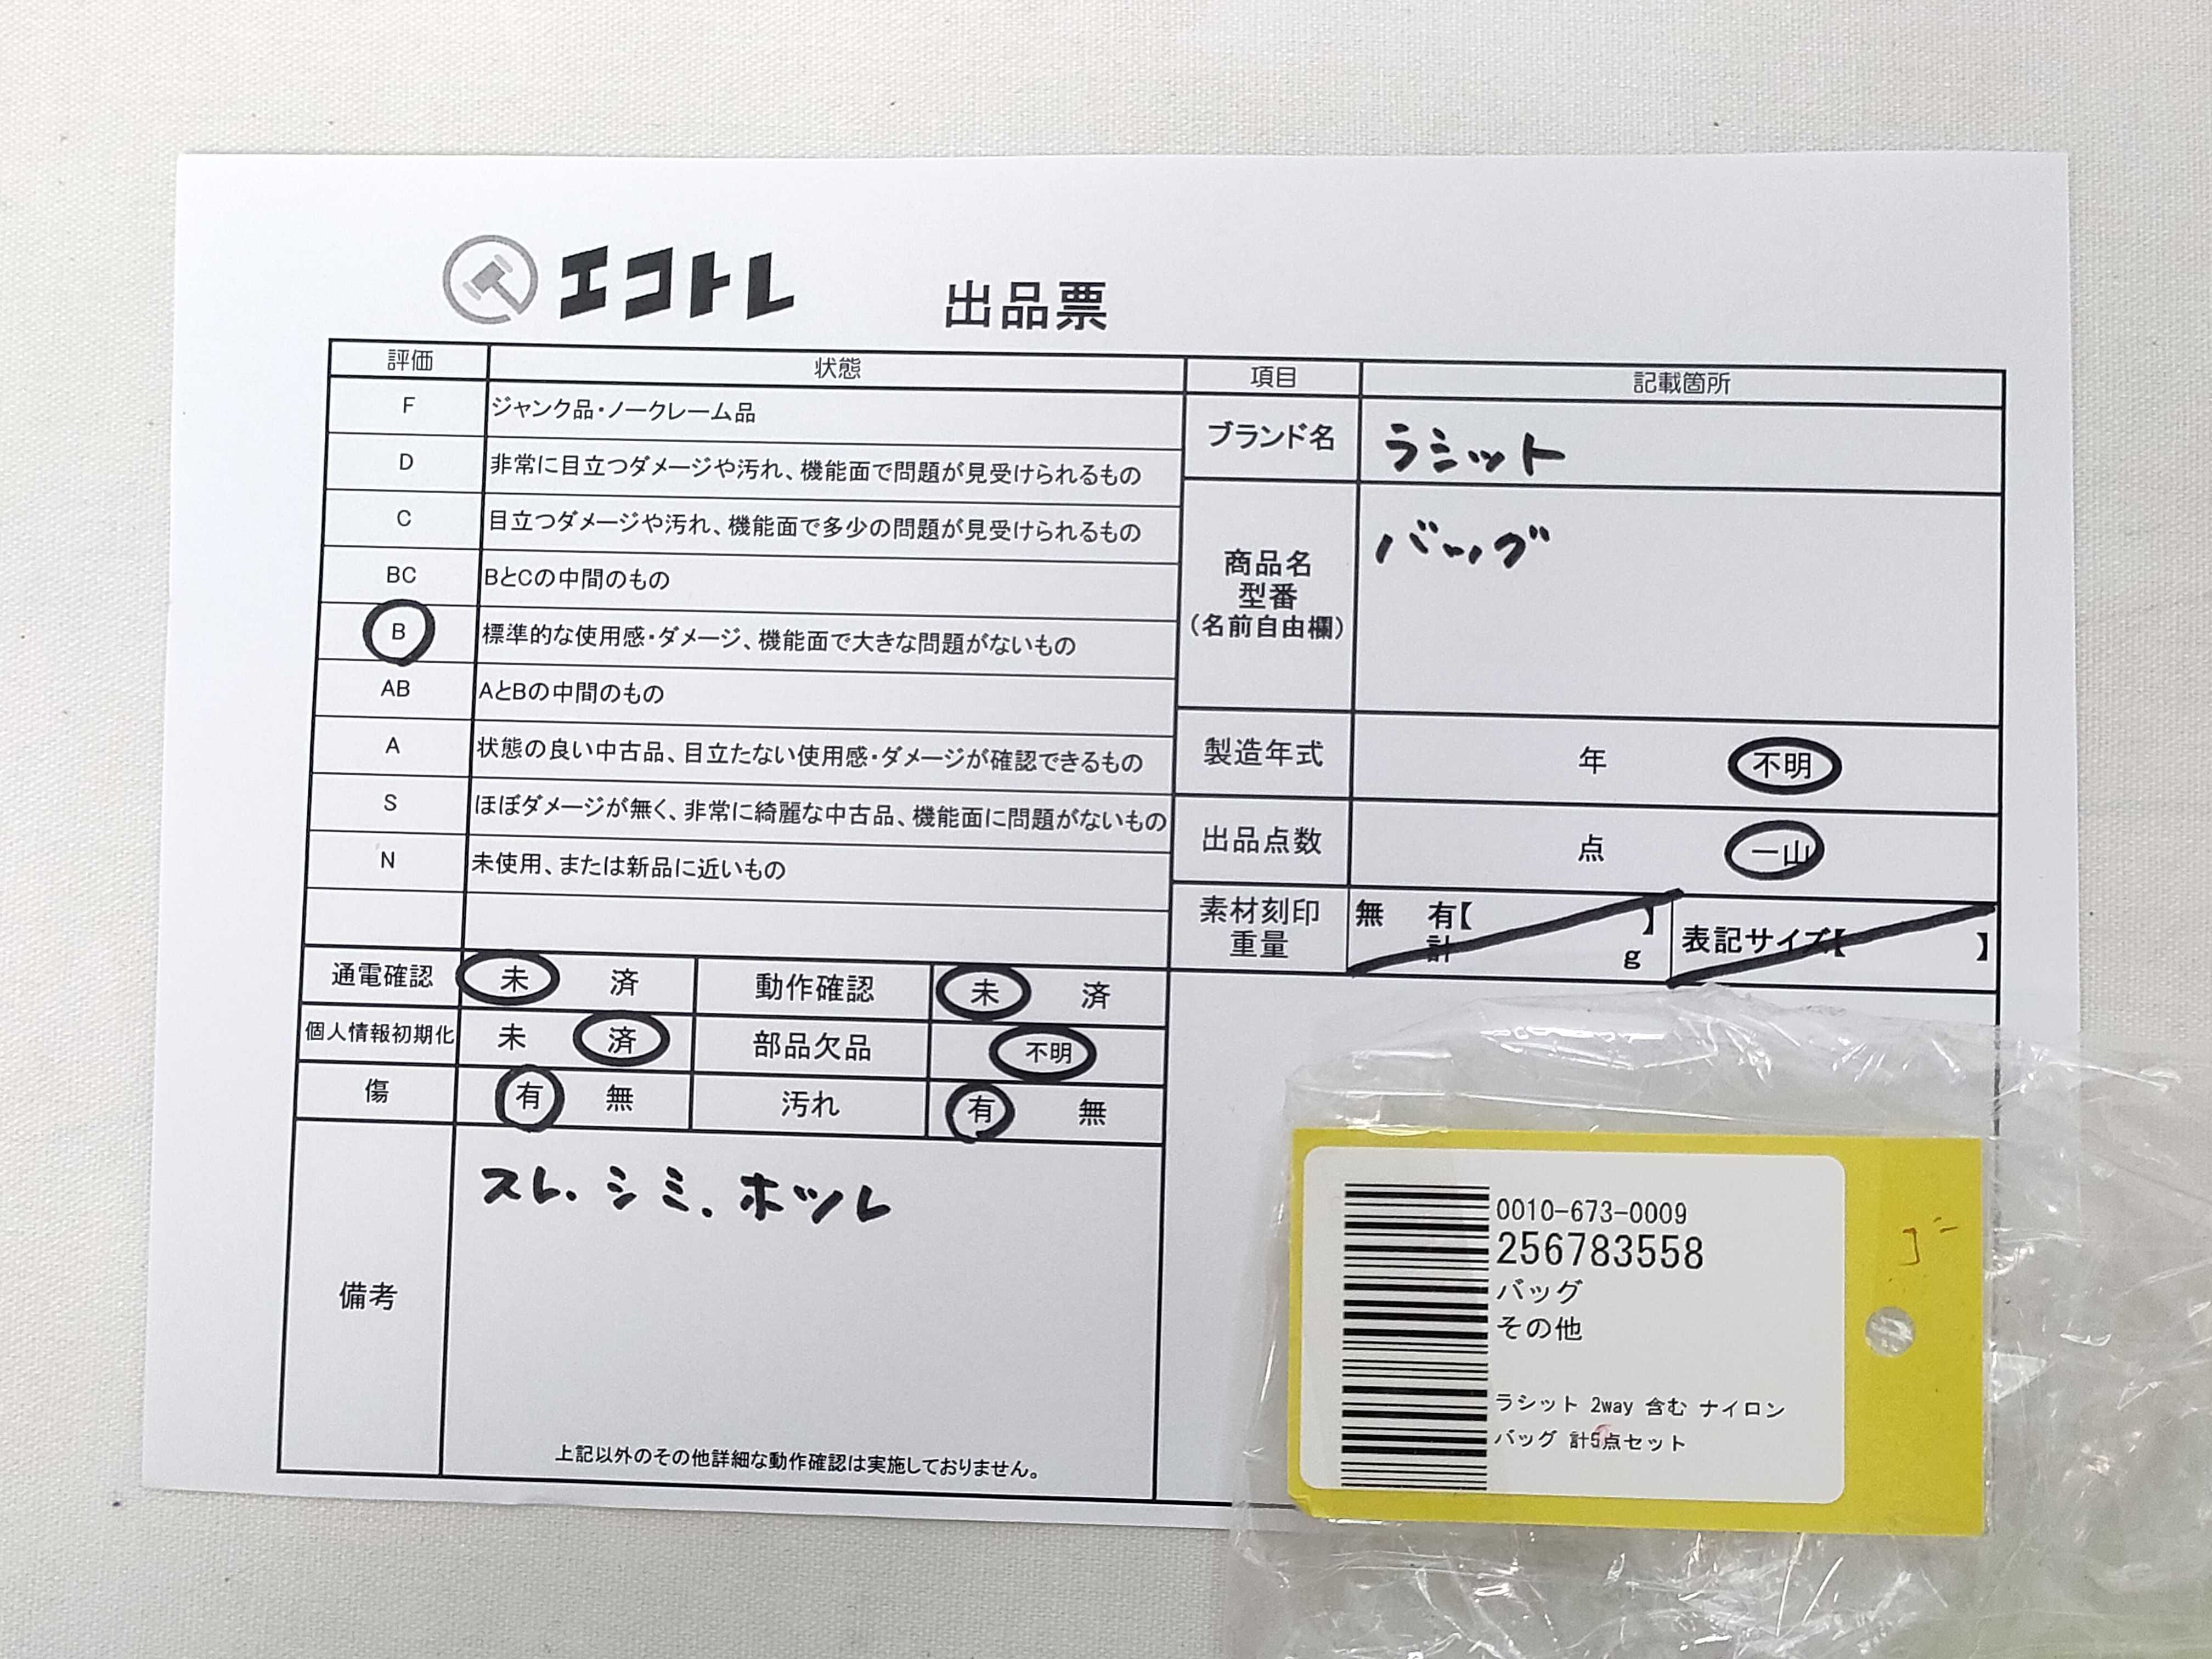 エコトレ
出品票
評価 状態
F ジャンク品・ノークレーム品
D 非常に目立つダメージや汚れ、機能面で問題が見受けられるもの
C 目立つダメージや汚れ、機能面で多少の問題が見受けられるもの
BC BとCの中間のもの
B 標準的な使用感・ダメージ、機能面で大きな問題がないもの
AB AとBの中間のもの
A 状態の良い中古品、目立たない使用感・ダメージが確認できるもの
S ほぼダメージが無く、非常に綺麗な中古品、機能面に問題がないもの
N 未使用、または新品に近いもの
項目 記載箇所
ブランド名 ラシット
商品名
型番
(名前自由欄)
バッグ
製造年式 年 不明
出品点数 点 一山
素材刻印
重量
無 有【 】
計 g
表記サイズ【 】
通電確認 未 済 動作確認 未 済
個人情報初期化 未 済 部品欠品 不明
傷 有 無 汚れ 有 無
備考
スレ、シミ、ホツレ
上記以外のその他詳細な動作確認は実施しておりません。
0010-673-0009
256783558
バッグ
その他
ラシット 2way 含む ナイロン
バッグ 計5点セット